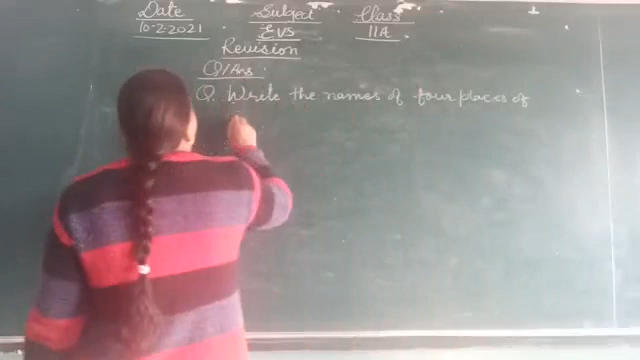 Date Subject Class
10-2-2021 EVS IIA
Revision
Q/Ans
Q. Write the names of four places of